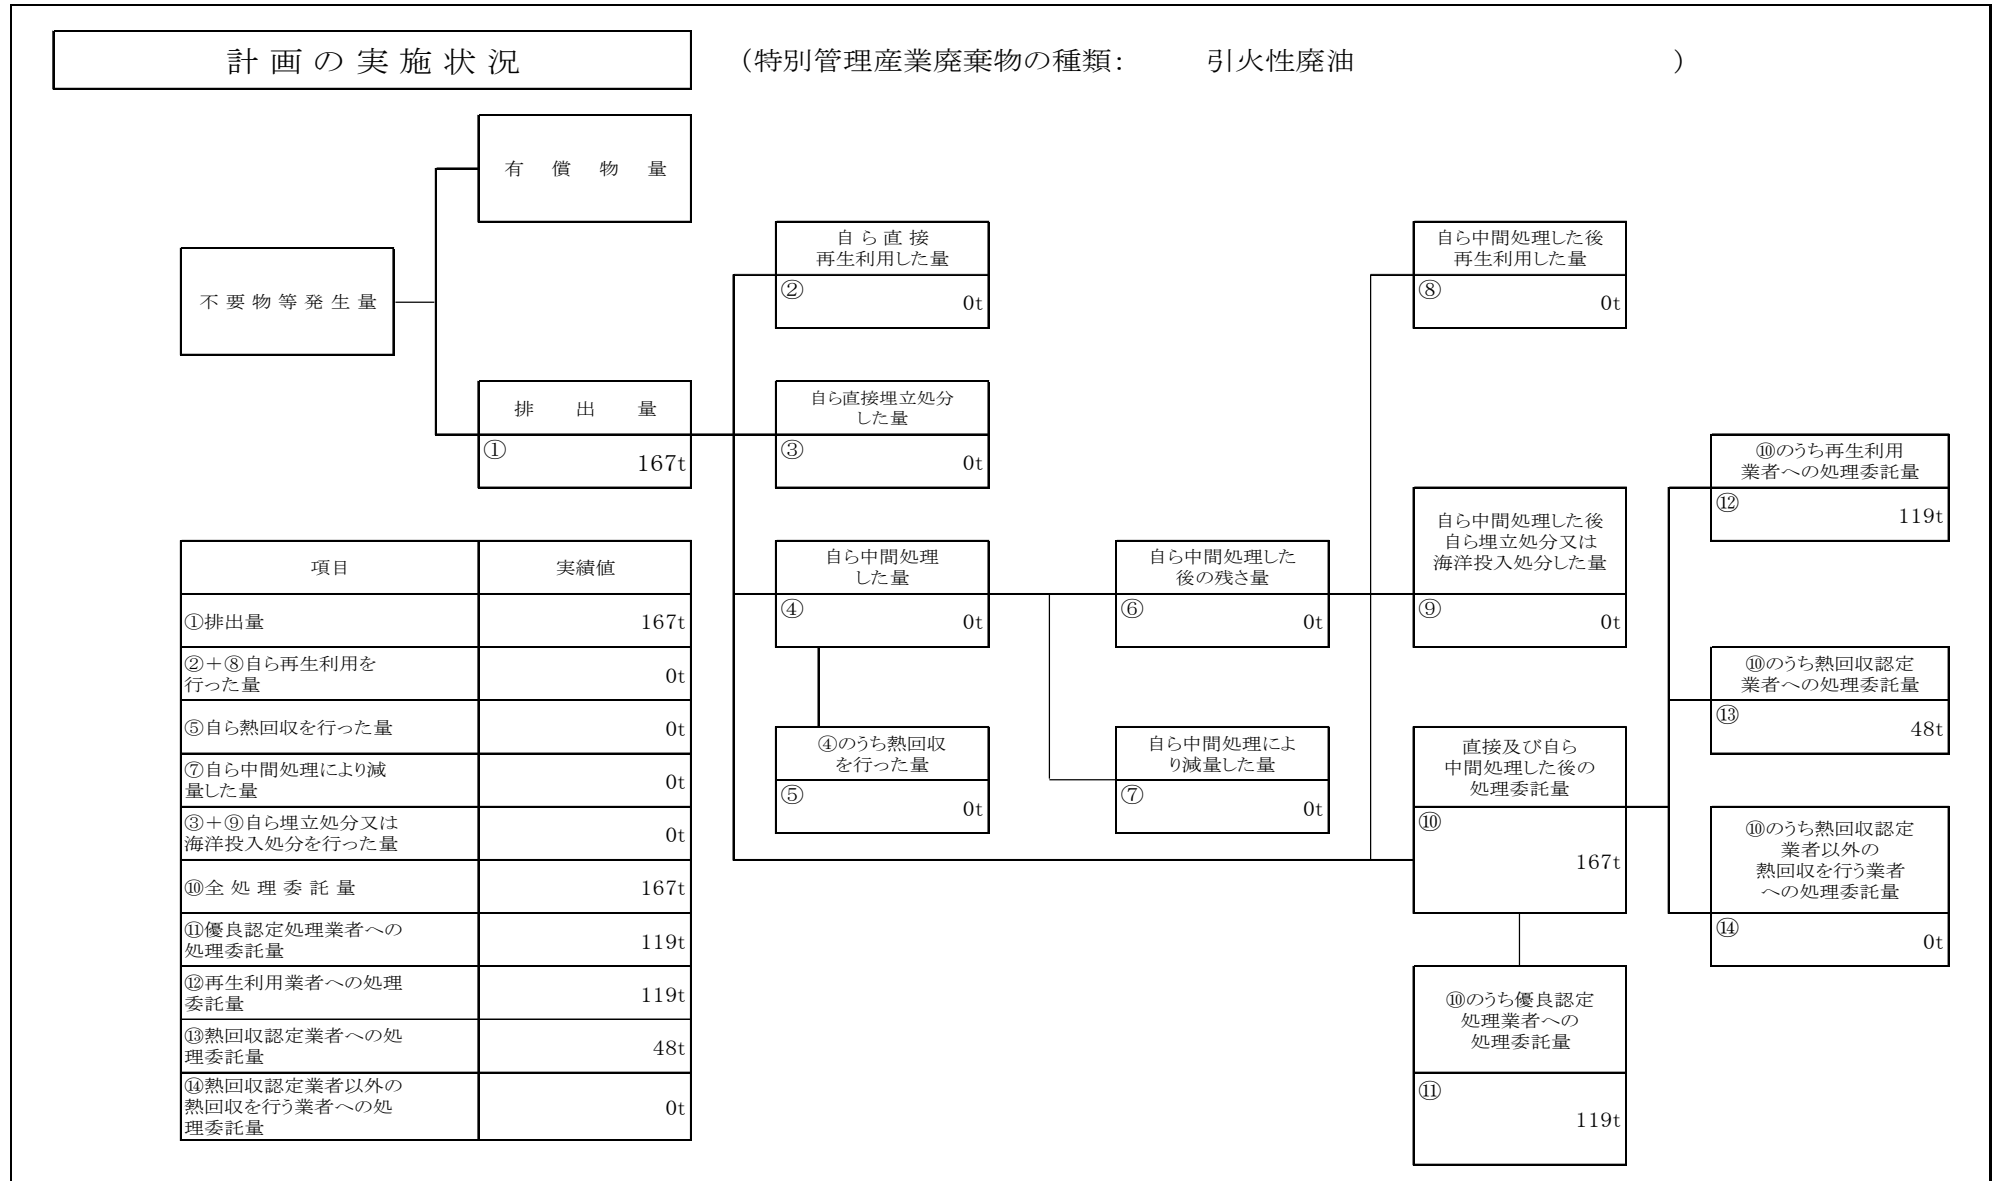 計画の実施状況
(特別管理産業廃棄物の種類: 引火性廃油 )
有償物量
不要物等発生量
排出量
①
167t
自ら直接
再生利用した量
②
0t
自ら直接埋立処分
した量
③
0t
自ら中間処理
した量
④
0t
④のうち熱回収
を行った量
⑤
0t
自ら中間処理した
後の残さ量
⑥
0t
自ら中間処理によ
り減量した量
⑦
0t
自ら中間処理した後
再生利用した量
⑧
0t
自ら中間処理した後
自ら埋立処分又は
海洋投入処分した量
⑨
0t
直接及び自ら
中間処理した後の
処理委託量
⑩
167t
⑩のうち優良認定
処理業者への
処理委託量
⑪
119t
⑩のうち再生利用
業者への処理委託量
⑫
119t
⑩のうち熱回収認定
業者への処理委託量
⑬
48t
⑩のうち熱回収認定
業者以外の
熱回収を行う業者
への処理委託量
⑭
0t
項目 実績値
①排出量 167t
②＋⑧自ら再生利用を
行った量 0t
⑤自ら熱回収を行った量 0t
⑦自ら中間処理により減
量した量 0t
③＋⑨自ら埋立処分又は
海洋投入処分を行った量 0t
⑩全処理委託量 167t
⑪優良認定処理業者への
処理委託量 119t
⑫再生利用業者への処理
委託量 119t
⑬熱回収認定業者への処
理委託量 48t
⑭熱回収認定業者以外の
熱回収を行う業者への処
理委託量 0t